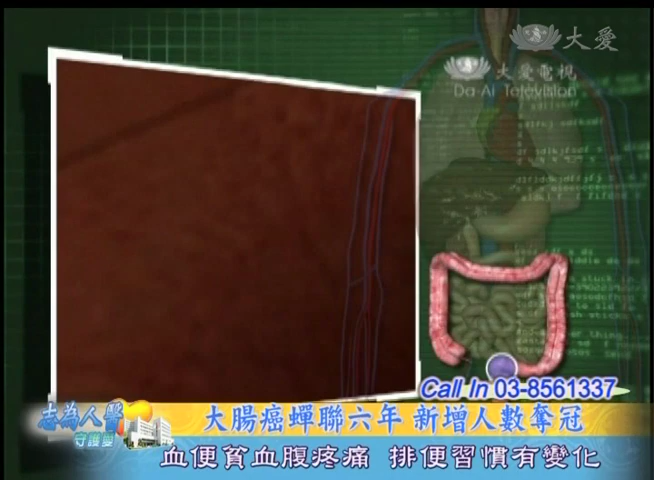 大愛
大愛電視
Da-Ai Television
Call In 03-8561337
志為人醫
守護愛
大腸癌蟬聯六年 新增人數奪冠
血便貧血腹疼痛 排便習慣有變化